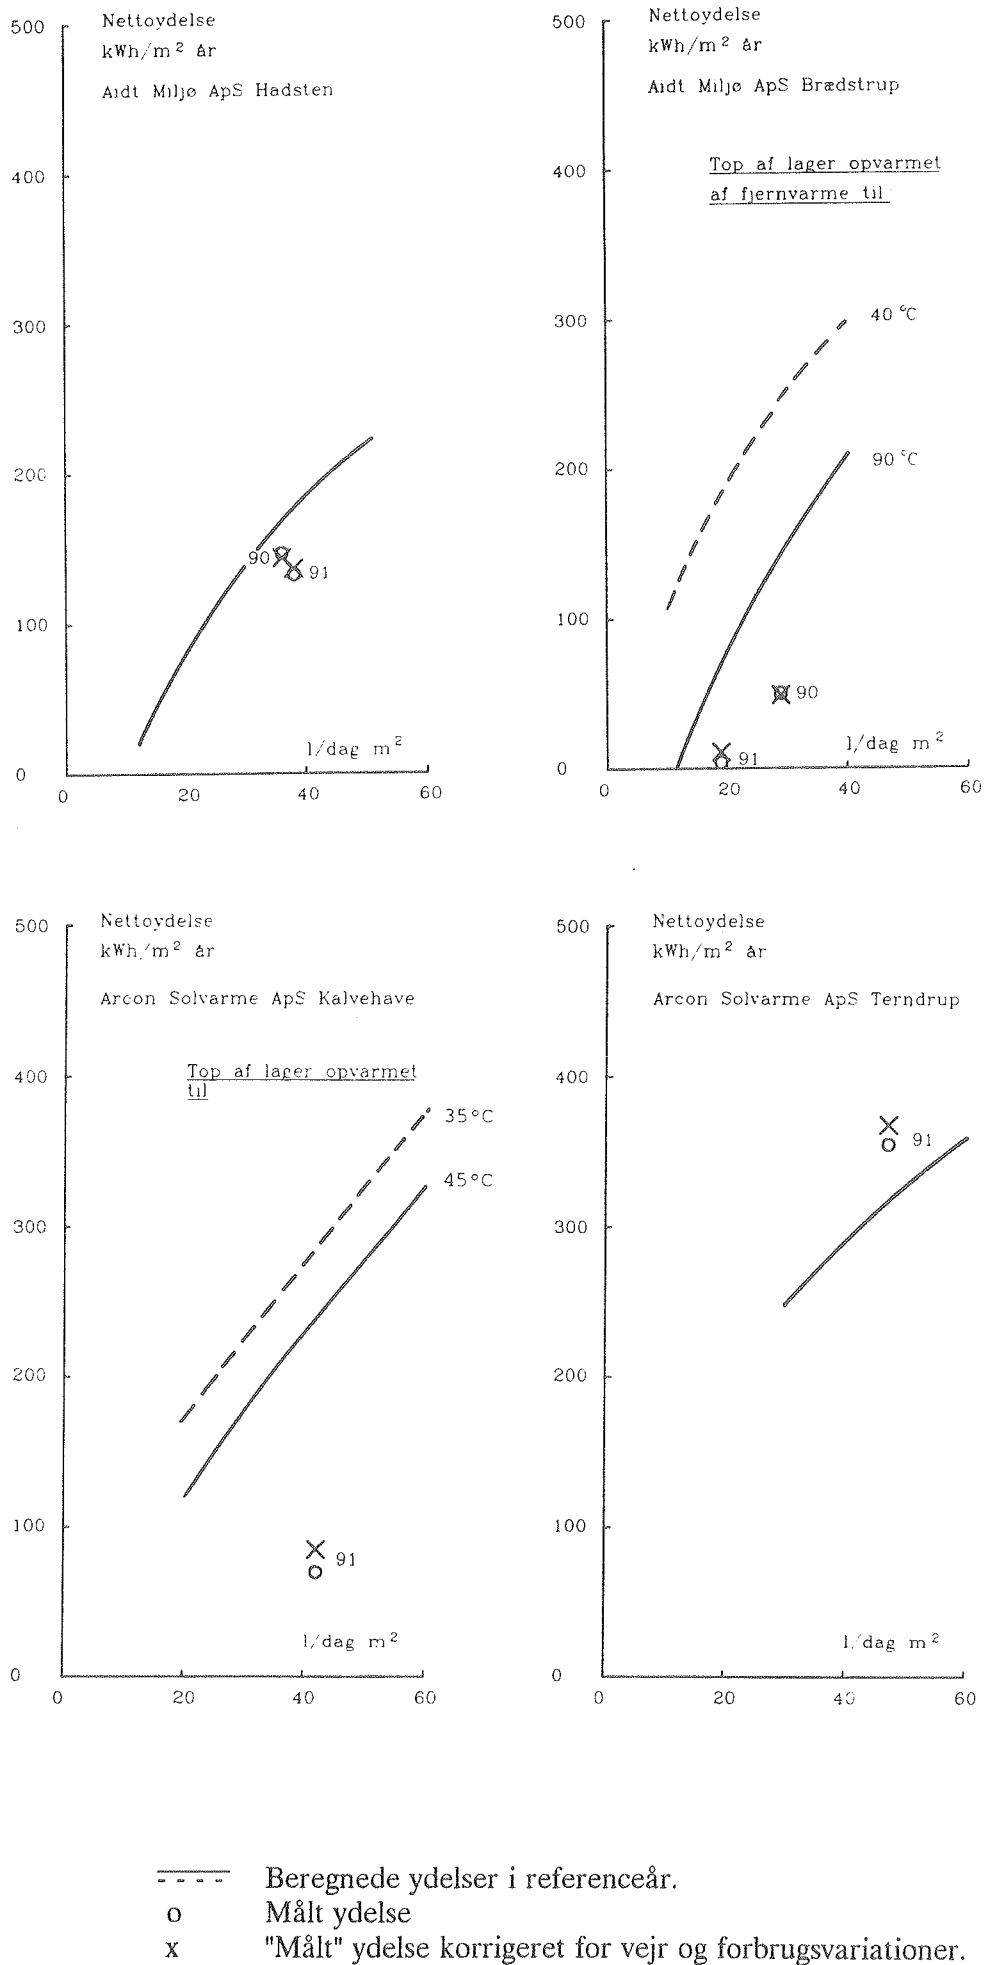 500
Nettoydelse
kWh/m² år
Aidt Miljø ApS Hadsten
400
300
200
100
0
90
91
l/dag m²
0 20 40 60
500
Nettoydelse
kWh/m² år
Aidt Miljø ApS Brædstrup
Top af lager opvarmet
af fjernvarme til
400
300
200
100
0
40 °C
90 °C
90
91
l/dag m²
0 20 40 60
500
Nettoydelse
kWh/m² år
Arcon Solvarme ApS Kalvehave
Top af lager opvarmet
til
400
300
200
100
0
35°C
45°C
91
l/dag m²
0 20 40 60
500
Nettoydelse
kWh/m² år
Arcon Solvarme ApS Terndrup
400
300
200
100
0
91
l/dag m²
0 20 40 60
Beregnede ydelser i referenceår.
o Målt ydelse
x "Målt" ydelse korrigeret for vejr og forbrugsvariationer.